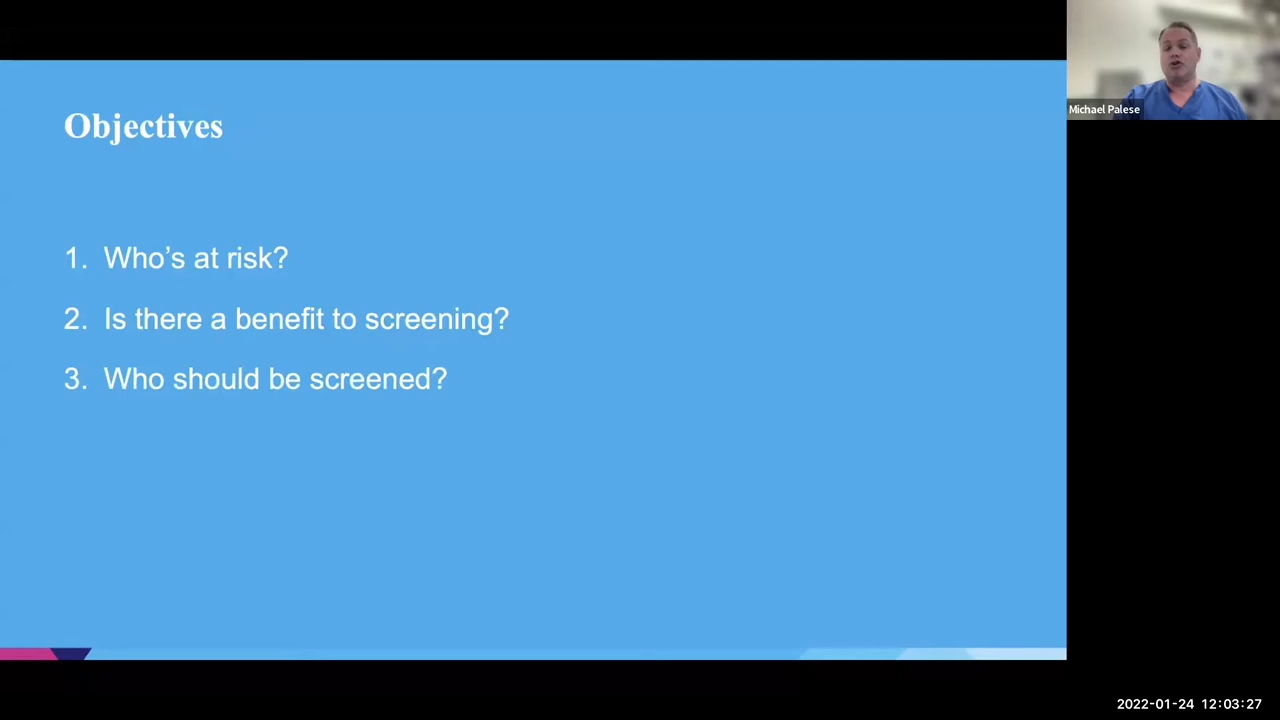 Objectives
1. Who’s at risk?
2. Is there a benefit to screening?
3. Who should be screened?
Michael Palese
2022-01-24 12:03:27